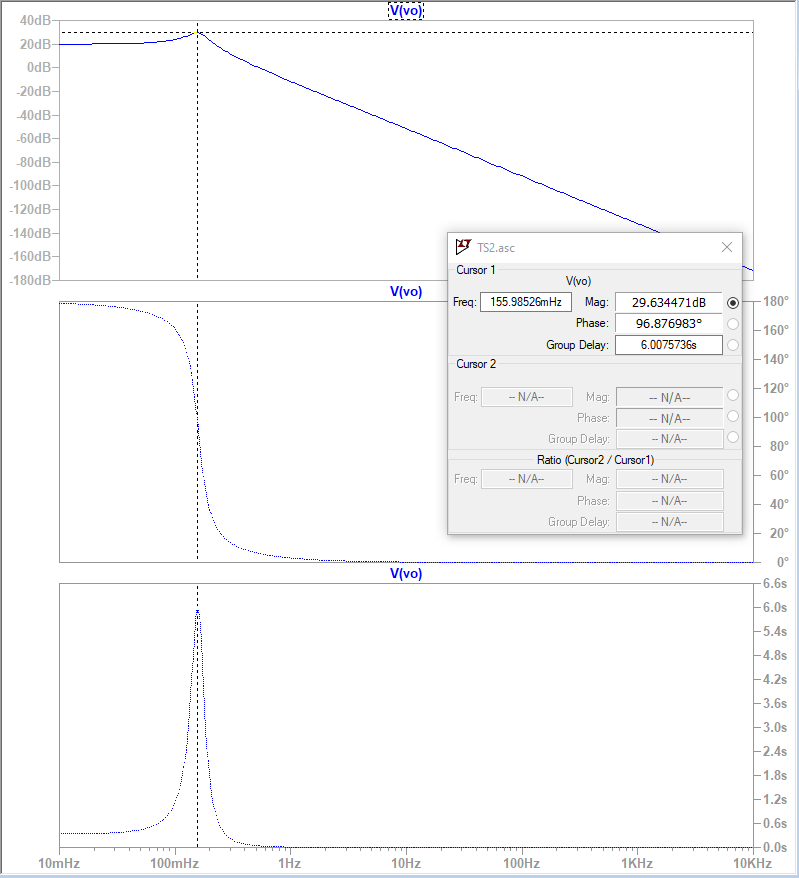 V(vo)
40dB
20dB
0dB
-20dB
-40dB
-60dB
-80dB
-100dB
-120dB
-140dB
-160dB
-180dB
TS2.asc
Cursor 1
V(vo)
Freq: 155.98526mHz Mag: 29.634471dB
Phase: 96.876983°
Group Delay: 6.0075736s
Cursor 2
Freq: -- N/A-- Mag: -- N/A--
Phase: -- N/A--
Group Delay: -- N/A--
Ratio (Cursor2 / Cursor1)
Freq: -- N/A-- Mag: -- N/A--
Phase: -- N/A--
Group Delay: -- N/A--
V(vo)
180°
160°
140°
120°
100°
80°
60°
40°
20°
0°
V(vo)
6.6s
6.0s
5.4s
4.8s
4.2s
3.6s
3.0s
2.4s
1.8s
1.2s
0.6s
0.0s
10mHz 100mHz 1Hz 10Hz 100Hz 1KHz 10KHz